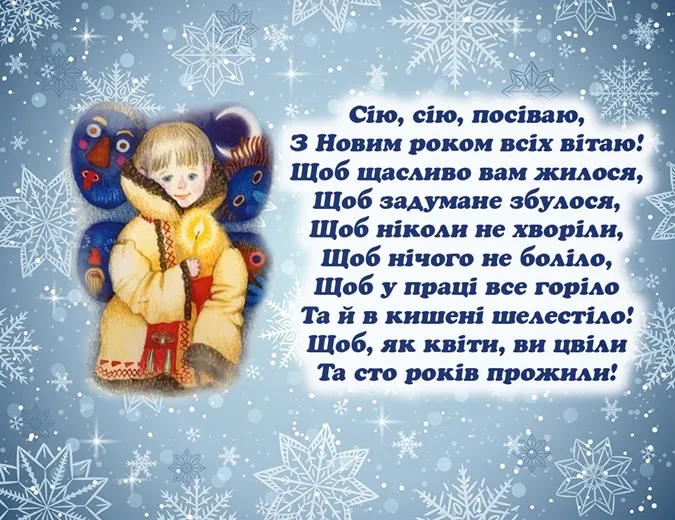 Сію, сію, посіваю,
З Новим роком всіх вітаю!
Щоб щасливо вам жилося,
Щоб задумане збулося,
Щоб ніколи не хворіли,
Щоб нічого не боліло,
Щоб у праці все горіло
Та й в кишені шелестіло!
Щоб, як квіти, ви цвіли
Та сто років прожили!